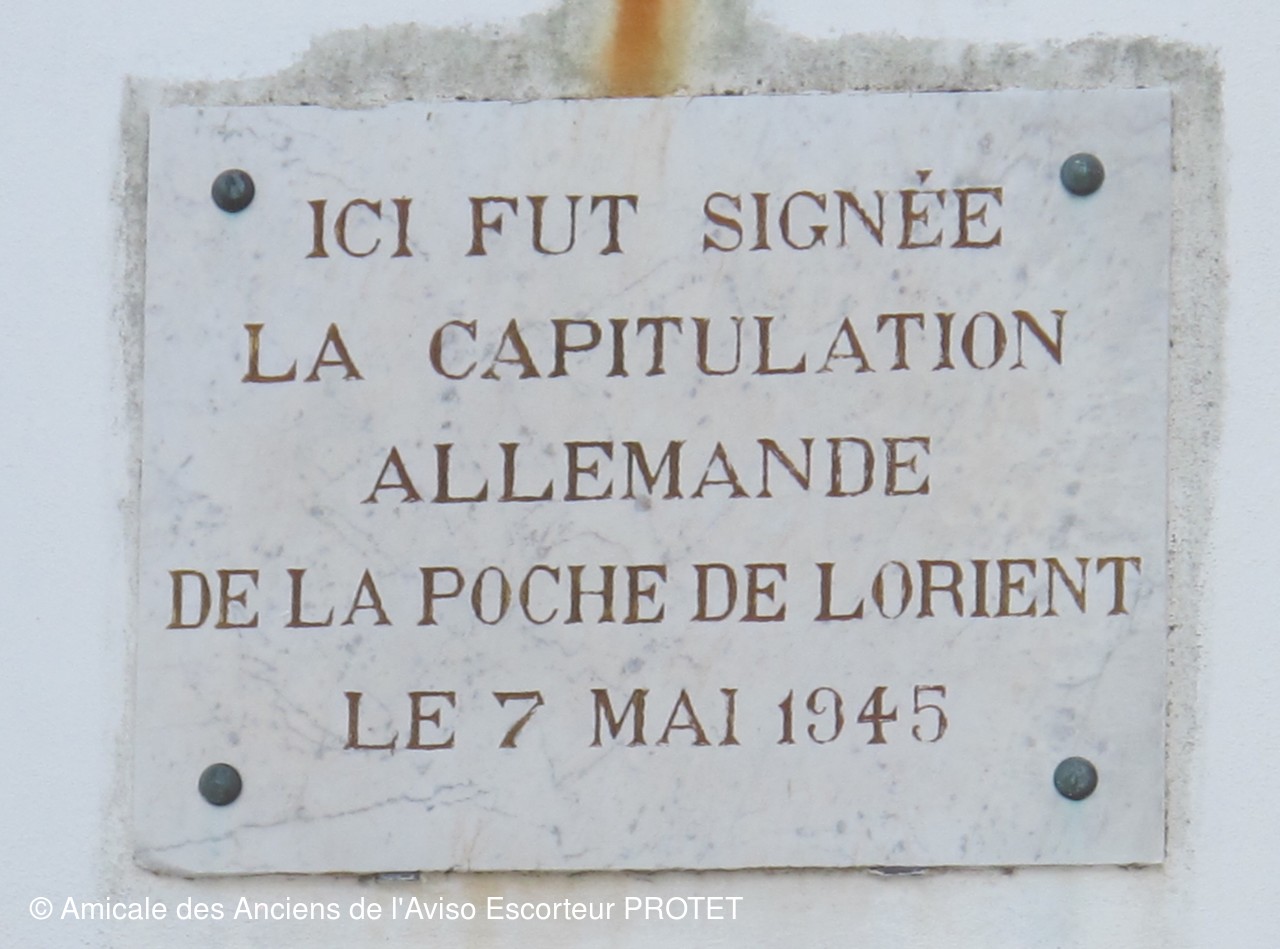 ICI FUT SIGNÉE
LA CAPITULATION
ALLEMANDE
DE LA POCHE DE LORIENT
LE 7 MAI 1945
© Amicale des Anciens de l'Aviso Escorteur PROTET